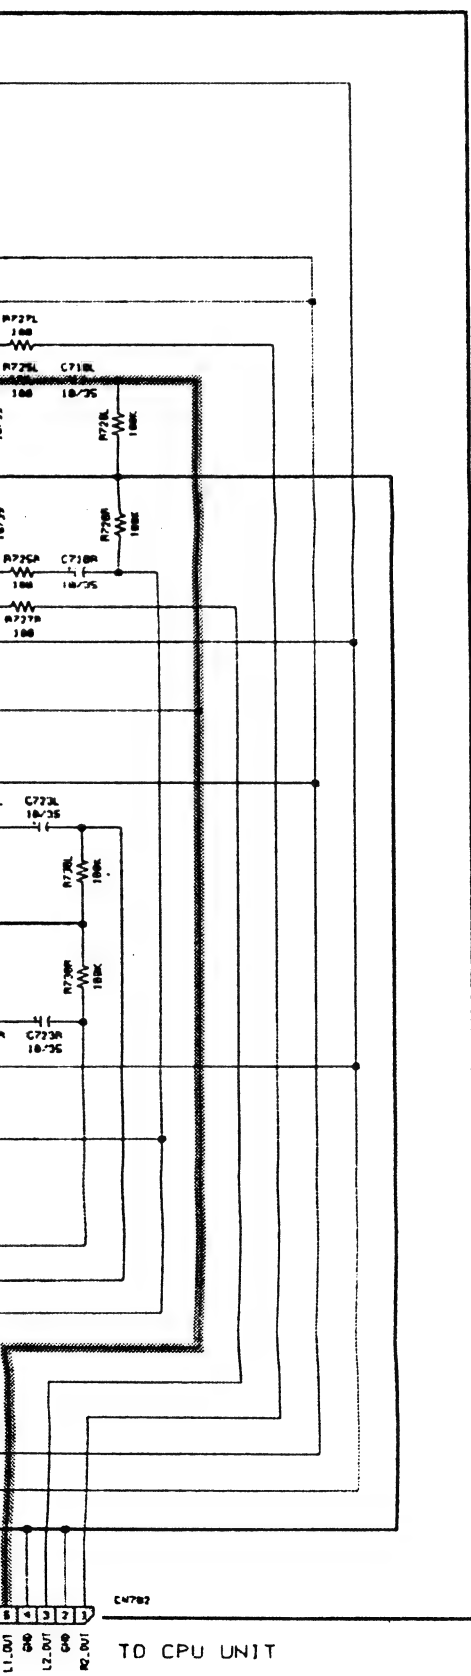 R727L
100
R725L C718L
100 10/35
R728L 100K
R728R 100K
R725R C718R
100 10/35
R727R
100
C723L
10/35
R730L 100K
R730R 100K
C723R
10/35
CN702
5 4 3 2 1
L1_OUT
GND
L2_OUT
GND
R2_OUT
TO CPU UNIT